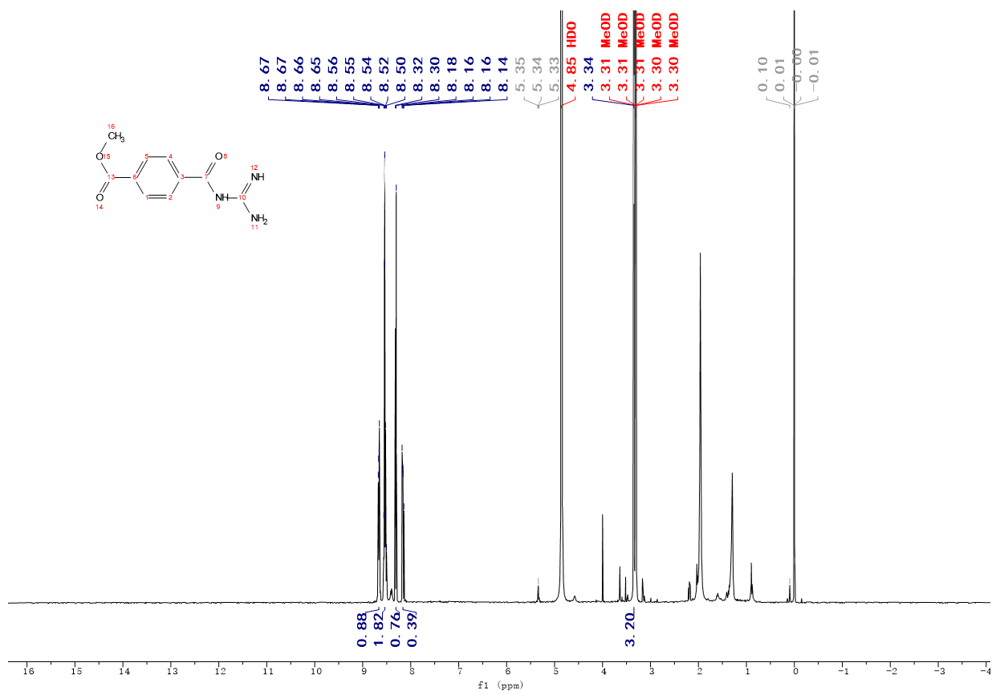 8.67
8.67
8.66
8.65
8.56
8.55
8.54
8.52
8.50
8.32
8.30
8.18
8.16
8.16
8.14
5.35
5.34
5.33
4.85 HDO
3.34
3.31 MeOD
3.31 MeOD
3.31 MeOD
3.30 MeOD
3.30 MeOD
0.10
0.01
-0.00
-0.01
16
CH3
O
15
5
4
O
8
12
NH
13
6
3
7
O
14
1
2
NH
9
10
NH2
11
0.88
1.82
0.76
0.39
3.20
16 15 14 13 12 11 10 9 8 7 6 5 4 3 2 1 0 -1 -2 -3 -4
f1 (ppm)